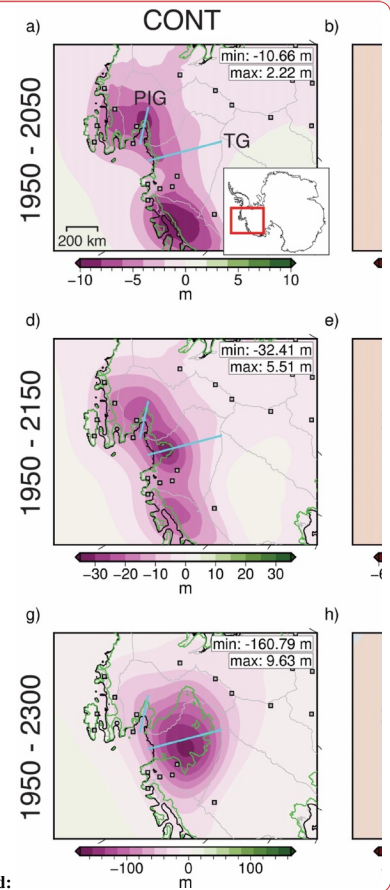 CONT
a)
b)
1950 - 2050
min: -10.66 m
max: 2.22 m
PIG
TG
200 km
−10 −5 0 5 10
m
d)
e)
1950 - 2150
min: -32.41 m
max: 5.51 m
−30 −20 −10 0 10 20 30
−6
m
g)
h)
1950 - 2300
min: -160.79 m
max: 9.63 m
−100 0 100
m
d: